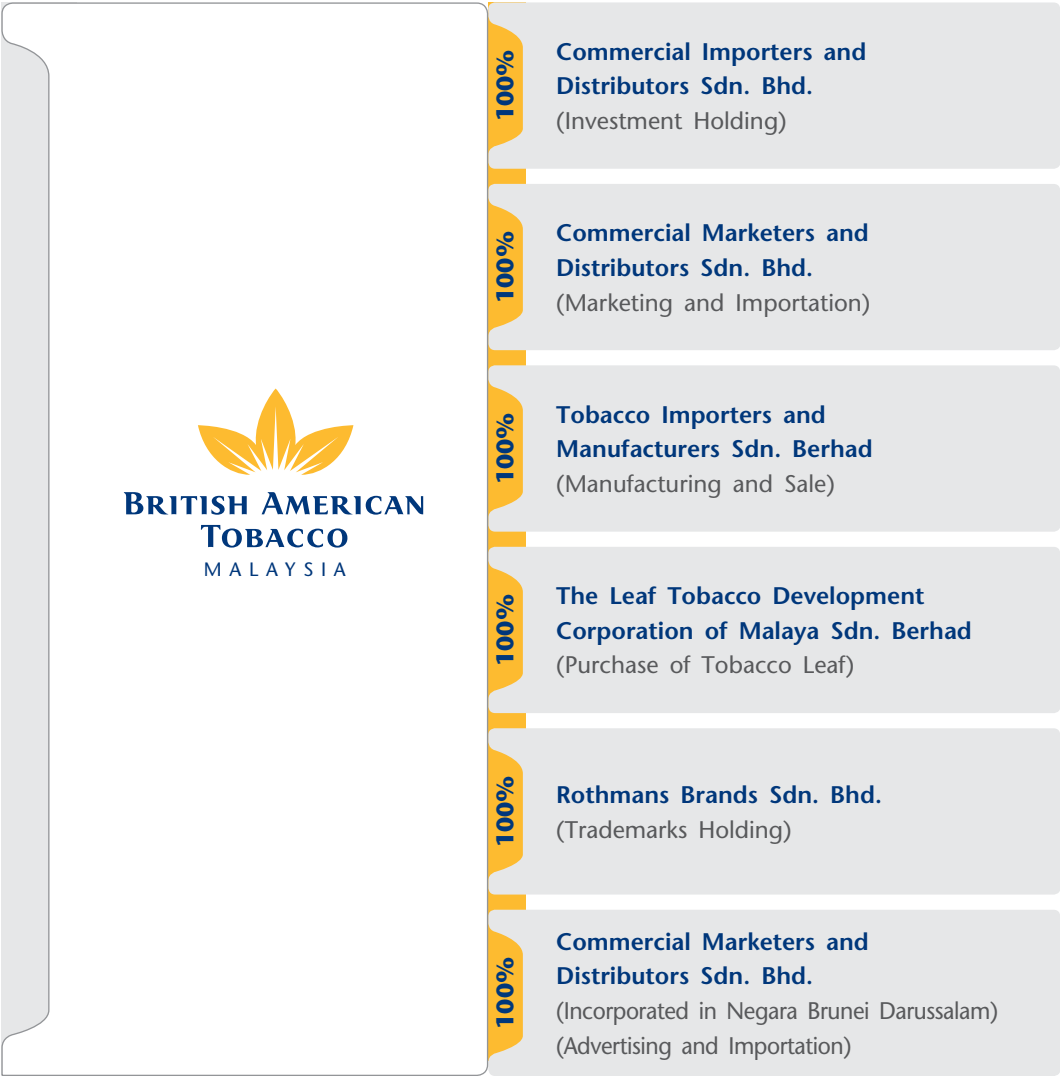 BRITISH AMERICAN
TOBACCO
MALAYSIA
100%
Commercial Importers and
Distributors Sdn. Bhd.
(Investment Holding)
100%
Commercial Marketers and
Distributors Sdn. Bhd.
(Marketing and Importation)
100%
Tobacco Importers and
Manufacturers Sdn. Berhad
(Manufacturing and Sale)
100%
The Leaf Tobacco Development
Corporation of Malaya Sdn. Berhad
(Purchase of Tobacco Leaf)
100%
Rothmans Brands Sdn. Bhd.
(Trademarks Holding)
100%
Commercial Marketers and
Distributors Sdn. Bhd.
(Incorporated in Negara Brunei Darussalam)
(Advertising and Importation)